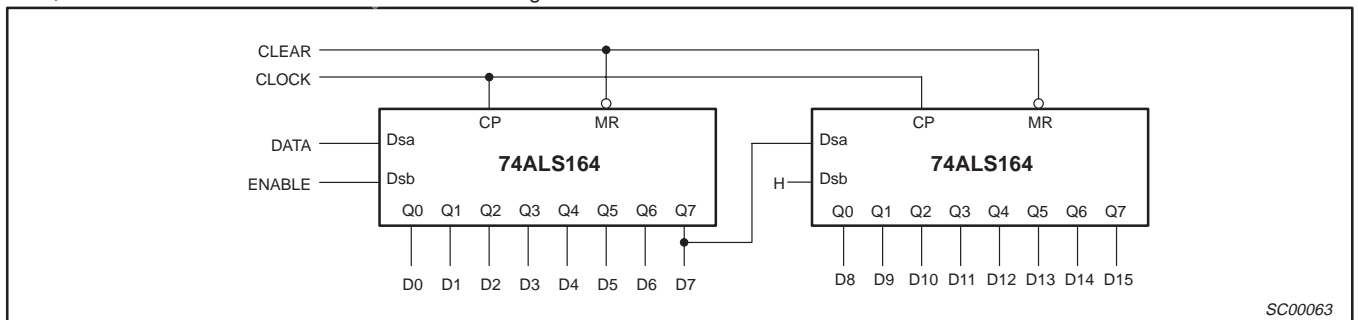 CLEAR
CLOCK
CP MR CP MR
DATA Dsa Dsa
74ALS164 74ALS164
ENABLE Dsb H Dsb
Q0 Q1 Q2 Q3 Q4 Q5 Q6 Q7 Q0 Q1 Q2 Q3 Q4 Q5 Q6 Q7
D0 D1 D2 D3 D4 D5 D6 D7 D8 D9 D10 D11 D12 D13 D14 D15
SC00063